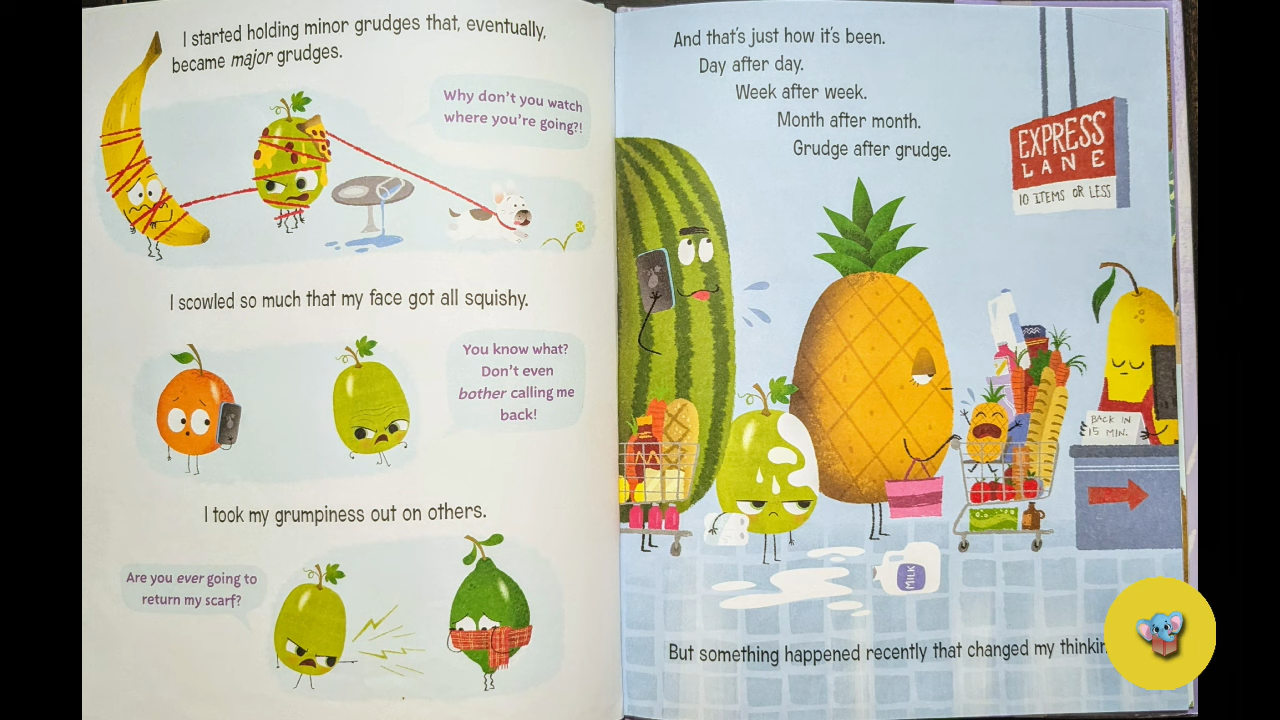 I started holding minor grudges that, eventually,
became major grudges.
Why don't you watch
where you're going?!
I scowled so much that my face got all squishy.
You know what?
Don't even
bother calling me
back!
I took my grumpiness out on others.
Are you ever going to
return my scarf?
And that's just how it's been.
Day after day.
Week after week.
Month after month.
Grudge after grudge.
EXPRESS
LANE
10 ITEMS OR LESS
BACK IN
15 MIN.
MILK
But something happened recently that changed my